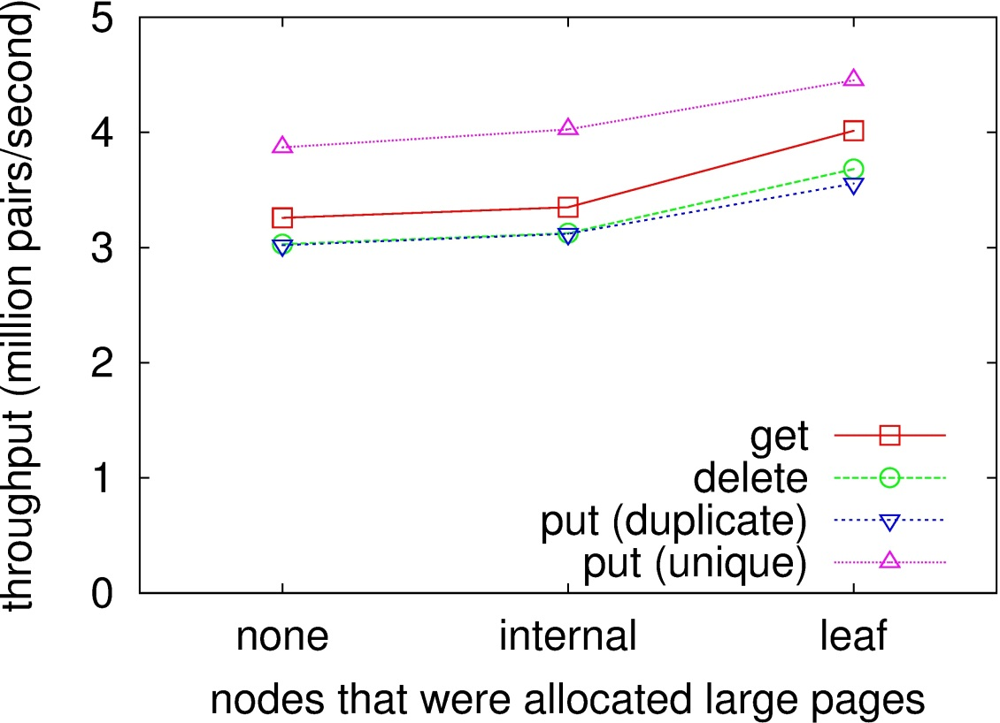 throughput (million pairs/second)
5
4
3
2
1
0
get
delete
put (duplicate)
put (unique)
none internal leaf
nodes that were allocated large pages